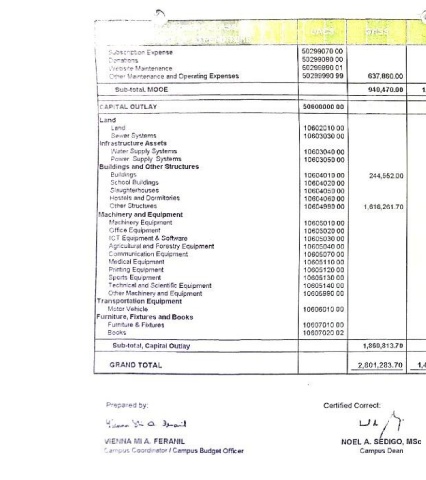 Subscription Expense 50299070 00
Donations 50299080 00
Website Maintenance 50299990 01
Other Maintenance and Operating Expenses 50299990 99 637,860.00
Sub-total, MOOE 940,470.00 1
CAPITAL OUTLAY 50600000 00
Land
Land 10602010 00
Sewer Systems 10603030 00
Infrastructure Assets
Water Supply Systems 10603040 00
Power Supply Systems 10603050 00
Buildings and Other Structures
Buildings 10604010 00 244,552.00
School Buildings 10604020 00
Slaughterhouses 10604050 00
Hostels and Dormitories 10604060 00
Other Structures 10604990 00 1,616,261.70
Machinery and Equipment
Machinery Equipment 10605010 00
Office Equipment 10605020 00
ICT Equipment & Software 10605030 00
Agricultural and Forestry Equipment 10605040 00
Communication Equipment 10605070 00
Medical Equipment 10605110 00
Printing Equipment 10605120 00
Sports Equipment 10605130 00
Technical and Scientific Equipment 10605140 00
Other Machinery and Equipment 10605990 00
Transportation Equipment
Motor Vehicle 10606010 00
Furniture, Fixtures and Books
Furniture & Fixtures 10607010 00
Books 10607020 02
Sub-total, Capital Outlay 1,860,813.70
GRAND TOTAL 2,801,283.70 1,4
Prepared by: Certified Correct:
VIENNA MI A. FERANIL NOEL A. SEDIGO, MSc
Campus Coordinator / Campus Budget Officer Campus Dean